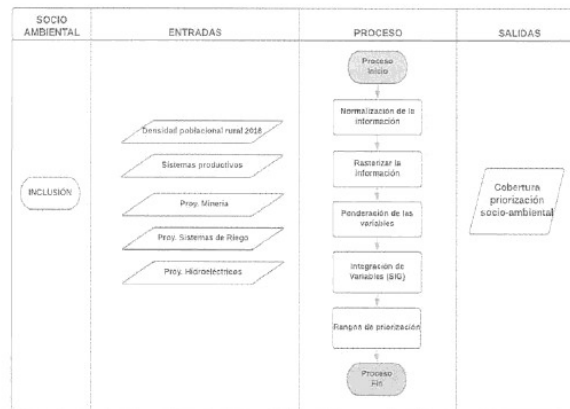 SOCIO
AMBIENTAL
ENTRADAS
PROCESO
SALIDAS
INCLUSIÓN
Densidad poblacional rural 2018
Sistemas productivos
Proy. Minería
Proy. Sistemas de Riego
Proy. Hidroeléctricos
Proceso
Inicio
Normalización de la
información
Rasterizar la
información
Ponderación de las
variables
Integración de
Variables (SIG)
Rangos de priorización
Proceso
Fin
Cobertura
priorización
socio-ambiental